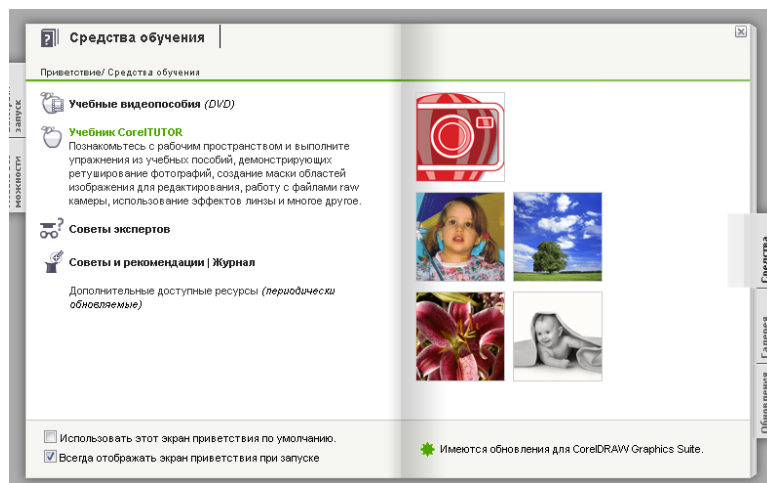 Средства обучения
Приветствие/ Средства обучения
запуск
можности
Учебные видеопособия (DVD)
Учебник CorelTUTOR
Познакомьтесь с рабочим пространством и выполните
упражнения из учебных пособий, демонстрирующих
ретуширование фотографий, создание маски областей
изображения для редактирования, работу с файлами raw
камеры, использование эффектов линзы и многое другое.
Советы экспертов
Советы и рекомендации | Журнал
Дополнительные доступные ресурсы (периодически
обновляемые)
Средства
Галерея
Обновления
Использовать этот экран приветствия по умолчанию.
Всегда отображать экран приветствия при запуске
Имеются обновления для CorelDRAW Graphics Suite.